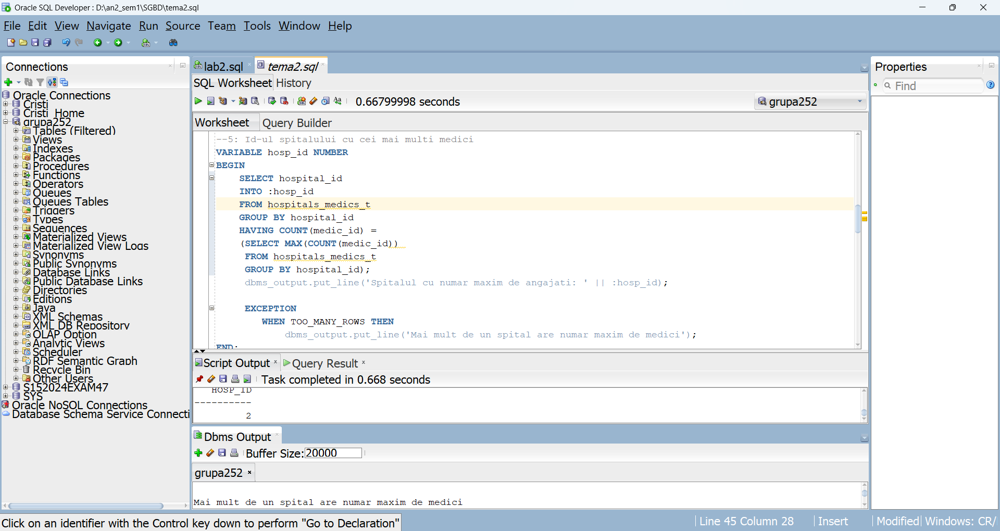 Oracle SQL Developer : D:\an2_sem1\SGBD\tema2.sql
File Edit View Navigate Run Source Team Tools Window Help
Connections
Oracle Connections
Cristi
Cristi_Home
grupa252
Tables (Filtered)
Views
Indexes
Packages
Procedures
Functions
Operators
Queues
Queues Tables
Triggers
Types
Sequences
Materialized Views
Materialized View Logs
Synonyms
Public Synonyms
Database Links
Public Database Links
Directories
Editions
Java
XML Schemas
XML DB Repository
OLAP Option
Analytic Views
Scheduler
RDF Semantic Graph
Recycle Bin
Other Users
S152024EXAM47
SYS
Oracle NoSQL Connections
Database Schema Service Connecti
lab2.sql tema2.sql
SQL Worksheet History
0.66799998 seconds
grupa252
Worksheet Query Builder
--5: Id-ul spitalului cu cei mai multi medici
VARIABLE hosp_id NUMBER
BEGIN
SELECT hospital_id
INTO :hosp_id
FROM hospitals_medics_t
GROUP BY hospital_id
HAVING COUNT(medic_id) =
(SELECT MAX(COUNT(medic_id))
FROM hospitals_medics_t
GROUP BY hospital_id);
dbms_output.put_line('Spitalul cu numar maxim de angajati: ' || :hosp_id);
EXCEPTION
WHEN TOO_MANY_ROWS THEN
dbms_output.put_line('Mai mult de un spital are numar maxim de medici');
END;
Script Output Query Result
Task completed in 0.668 seconds
HOSP_ID
----------
2
Dbms Output
Buffer Size: 20000
grupa252
Mai mult de un spital are numar maxim de medici
Properties
Find
Click on an identifier with the Control key down to perform "Go to Declaration"
Line 45 Column 28 Insert Modified Windows: CR/